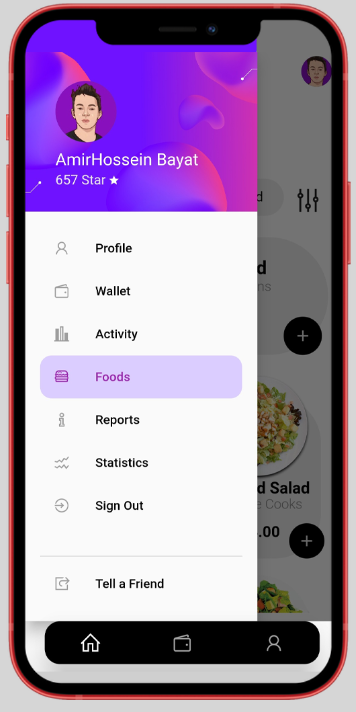 AmirHossein Bayat
657 Star
d
Profile
d
ns
Wallet
Activity
Foods
Reports
Statistics
d Salad
e Cooks
Sign Out
.00
Tell a Friend